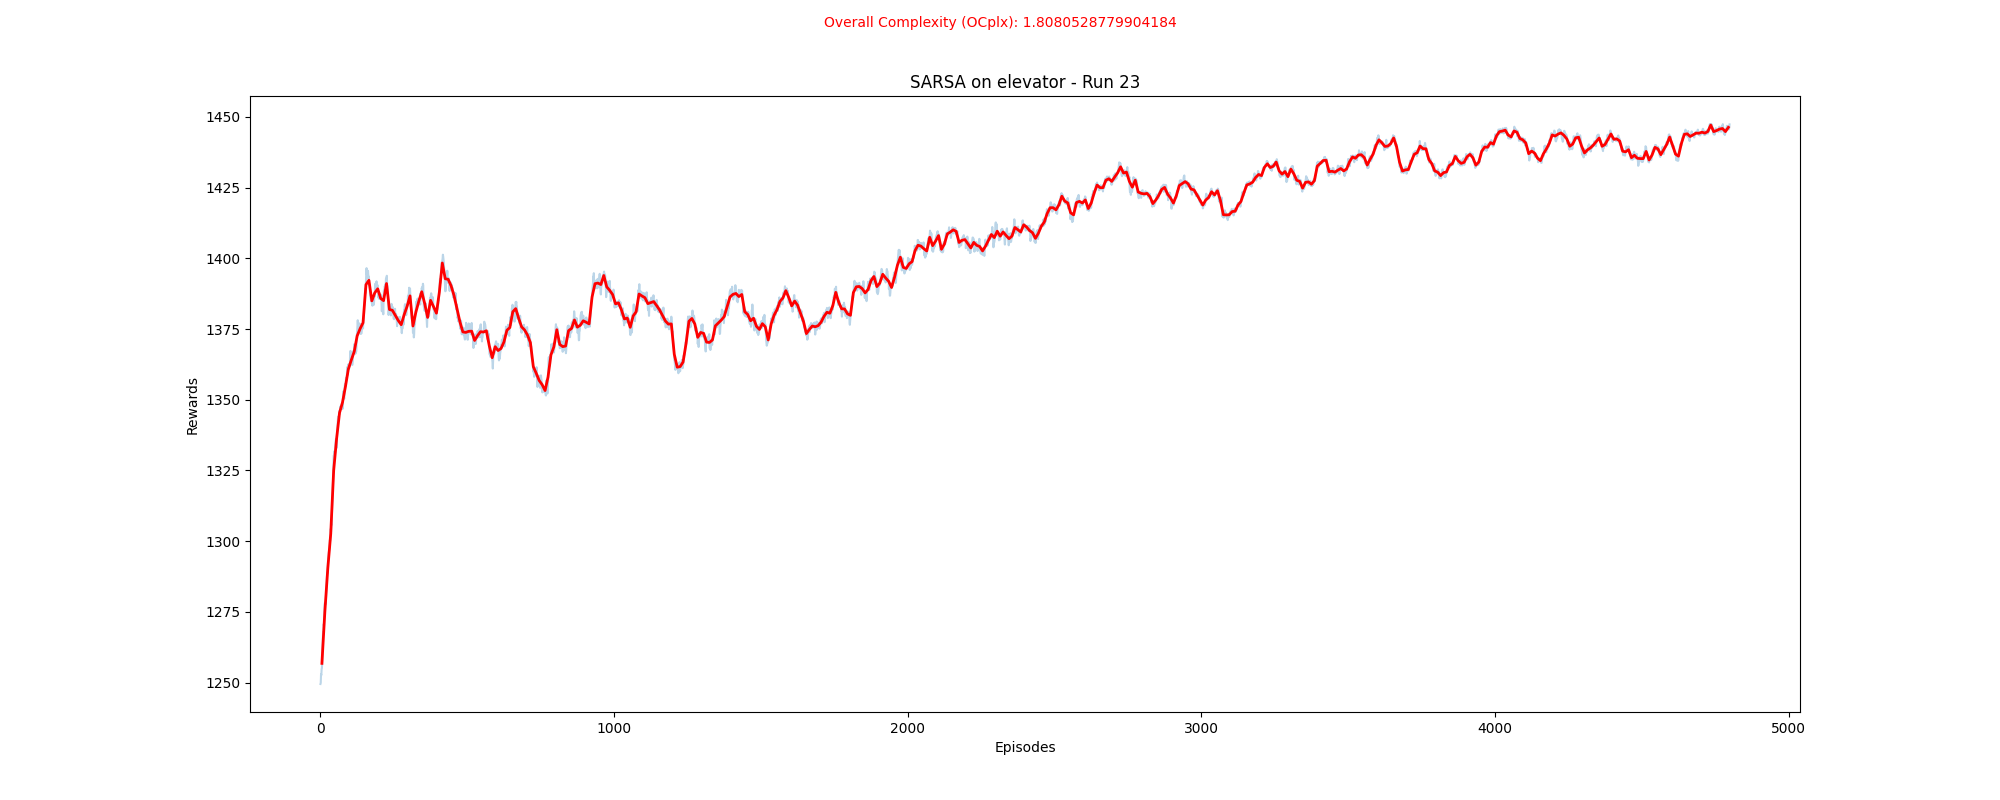 Overall Complexity (OCplx): 1.8080528779904184
SARSA on elevator - Run 23
1450
1425
1400
1375
1350
1325
1300
1275
1250
Rewards
0 1000 2000 3000 4000 5000
Episodes